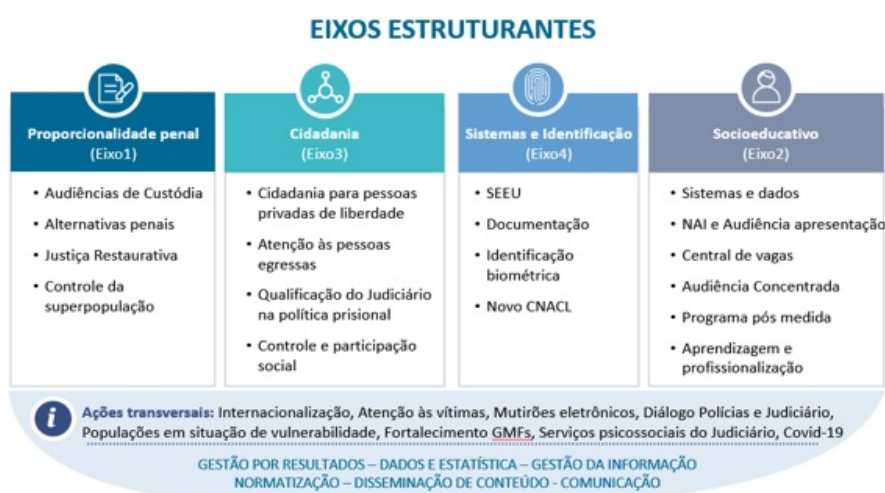 EIXOS ESTRUTURANTES
Proporcionalidade penal
(Eixo1)
• Audiências de Custódia
• Alternativas penais
• Justiça Restaurativa
• Controle da
superpopulação
Cidadania
(Eixo3)
• Cidadania para pessoas
privadas de liberdade
• Atenção às pessoas
egressas
• Qualificação do Judiciário
na política prisional
• Controle e participação
social
Sistemas e Identificação
(Eixo4)
• SEEU
• Documentação
• Identificação
biométrica
• Novo CNACL
Socioeducativo
(Eixo2)
• Sistemas e dados
• NAI e Audiência apresentação
• Central de vagas
• Audiência Concentrada
• Programa pós medida
• Aprendizagem e
profissionalização
i
Ações transversais: Internacionalização, Atenção às vítimas, Mutirões eletrônicos, Diálogo Polícias e Judiciário,
Populações em situação de vulnerabilidade, Fortalecimento GMFs, Serviços psicossociais do Judiciário, Covid-19
GESTÃO POR RESULTADOS – DADOS E ESTATÍSTICA – GESTÃO DA INFORMAÇÃO
NORMATIZAÇÃO – DISSEMINAÇÃO DE CONTEÚDO - COMUNICAÇÃO